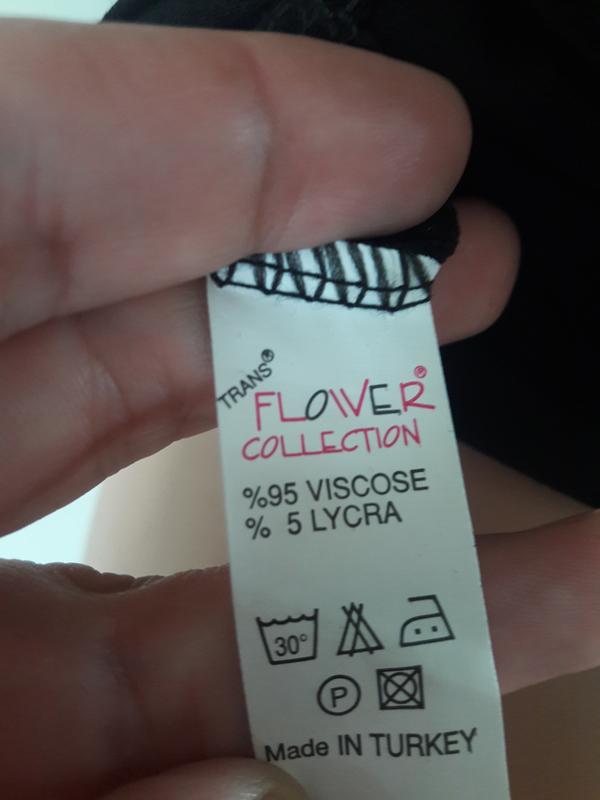 TRANS®
FLOWER®
COLLECTION
%95 VISCOSE
% 5 LYCRA
30°
P
Made IN TURKEY